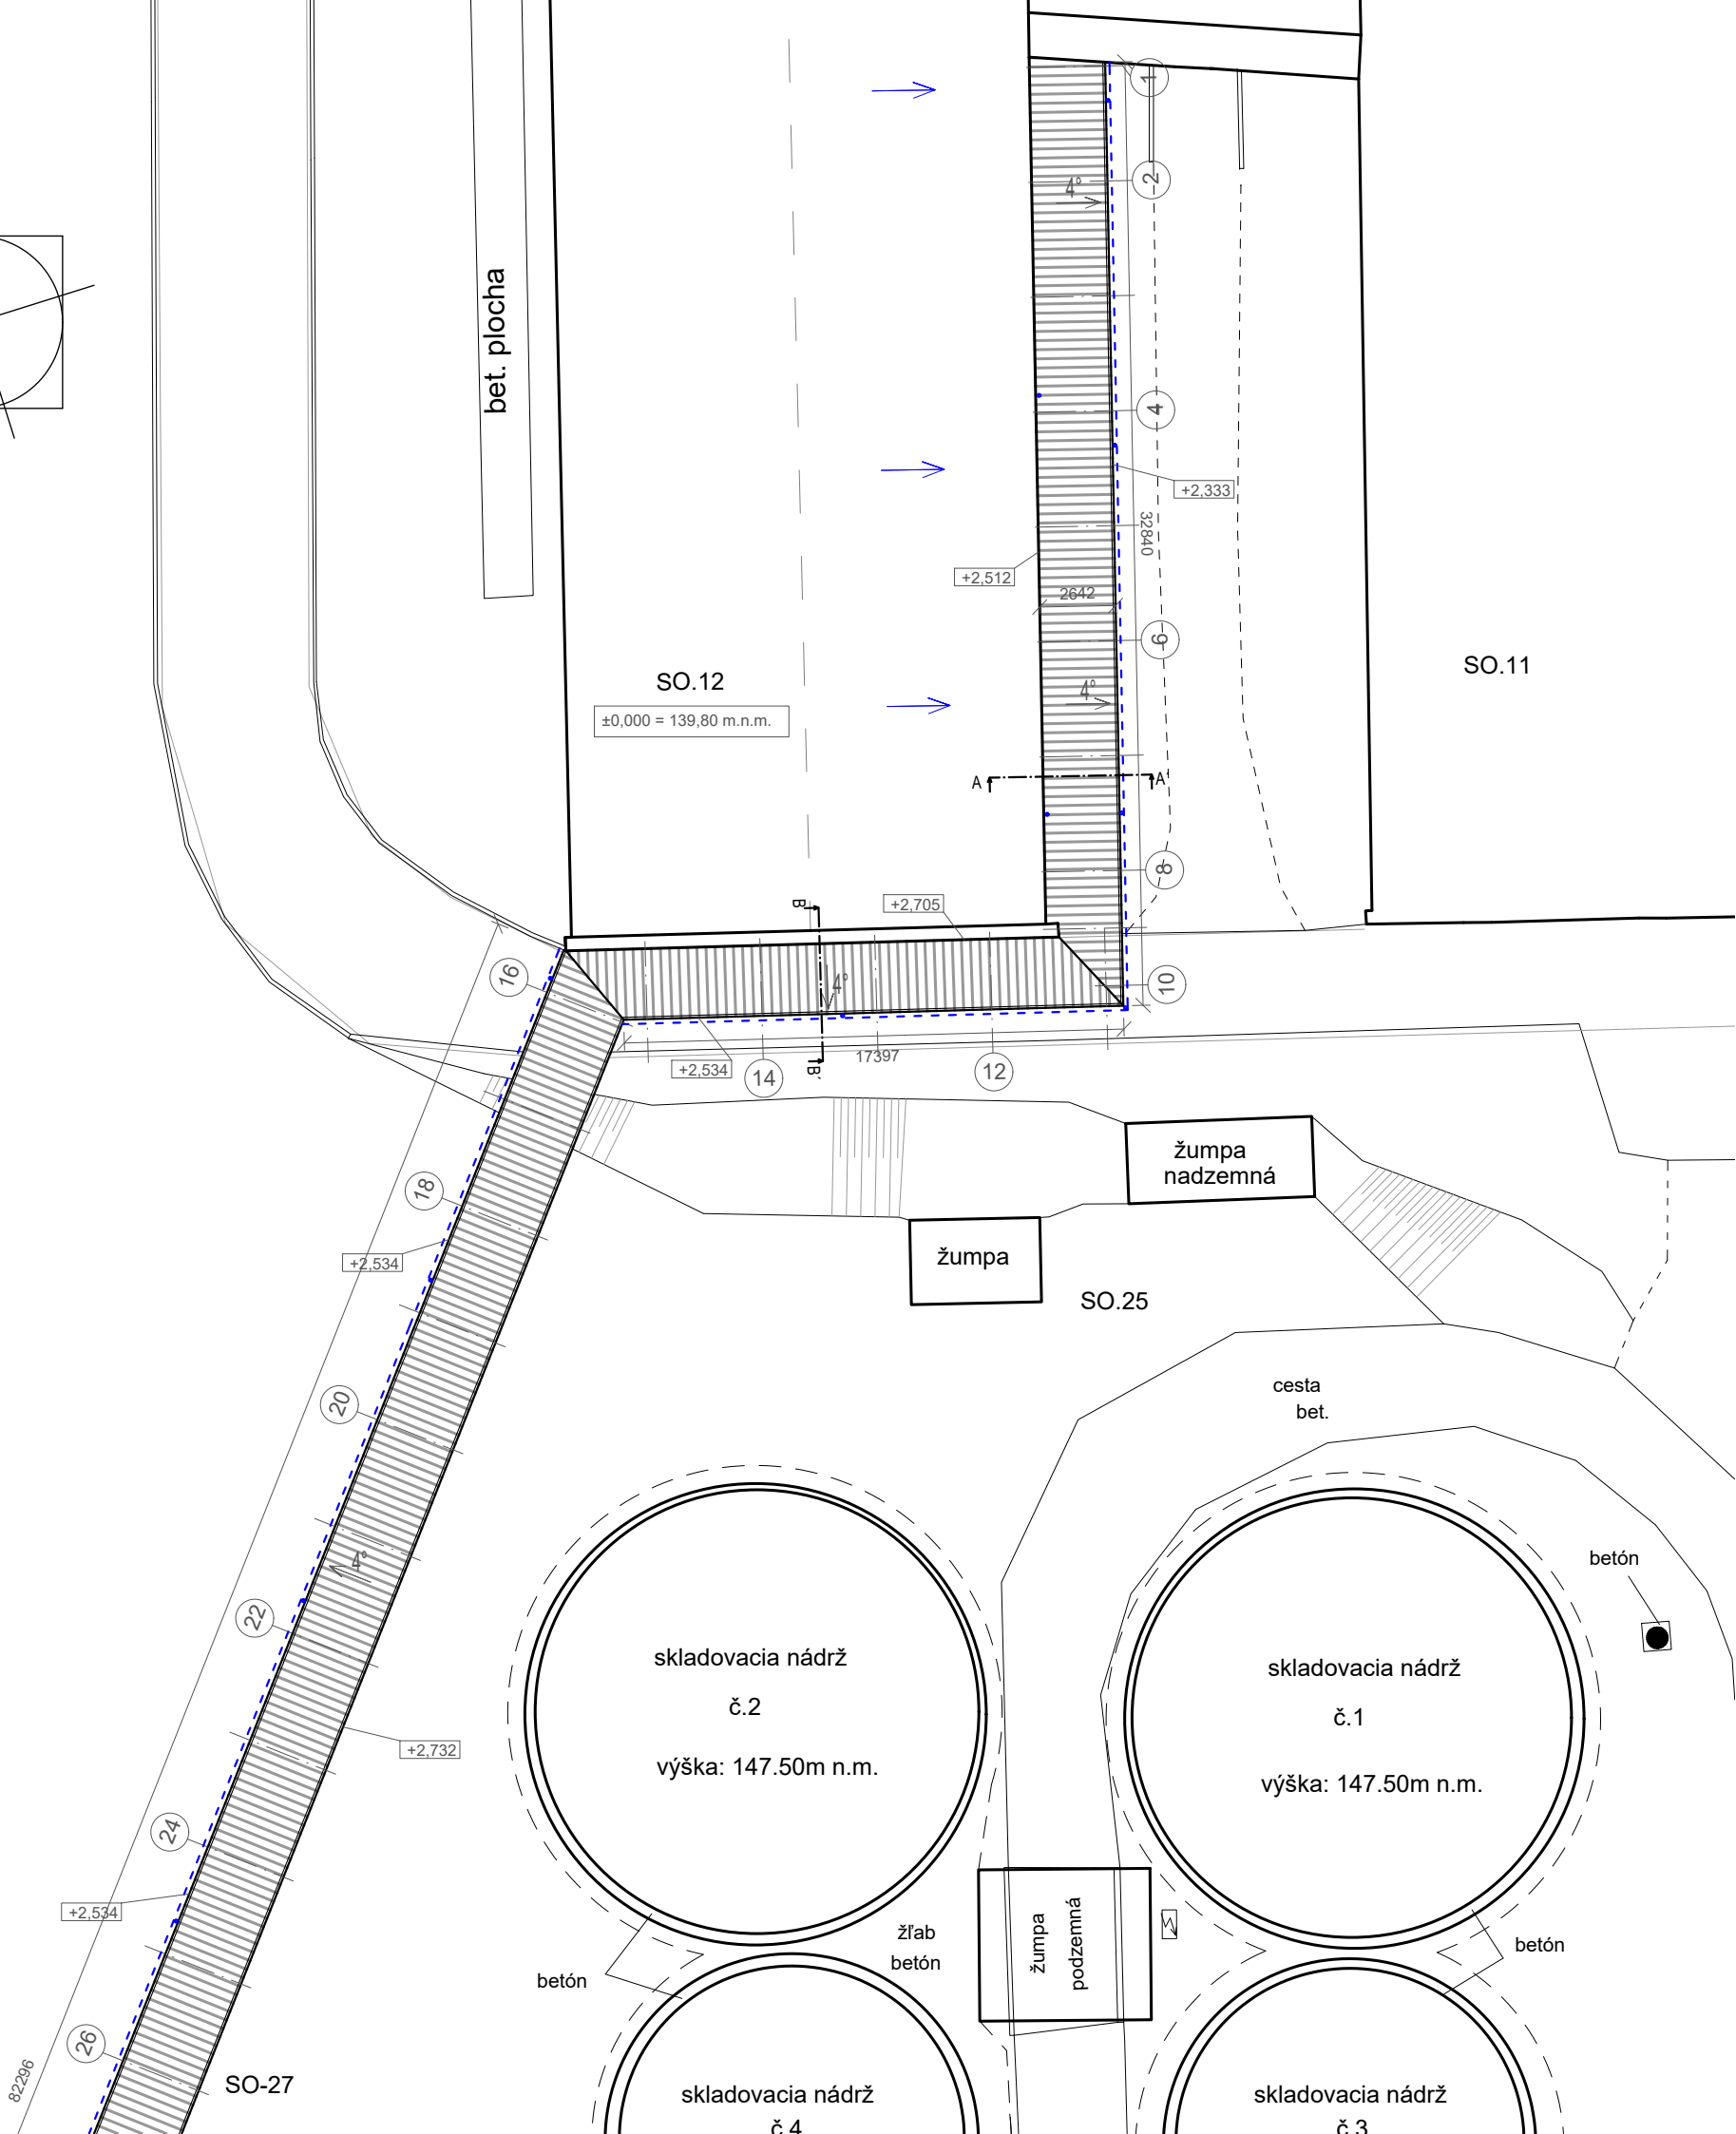 1
2
4°
bet. plocha
4
+2,333
32840
+2,512
2642
6
SO.11
SO.12
4°
±0,000 = 139,80 m.n.m.
A
A'
8
B
+2,705
16
4°
10
17397
+2,534
14
B'
12
žumpa
nadzemná
18
žumpa
+2,534
SO.25
cesta
bet.
20
4°
betón
22
skladovacia nádrž
č.2
výška: 147.50m n.m.
skladovacia nádrž
č.1
výška: 147.50m n.m.
+2,732
24
+2,534
žľab
betón
žumpa
podzemná
betón
betón
26
82296
SO-27
skladovacia nádrž
č.4
skladovacia nádrž
č.3